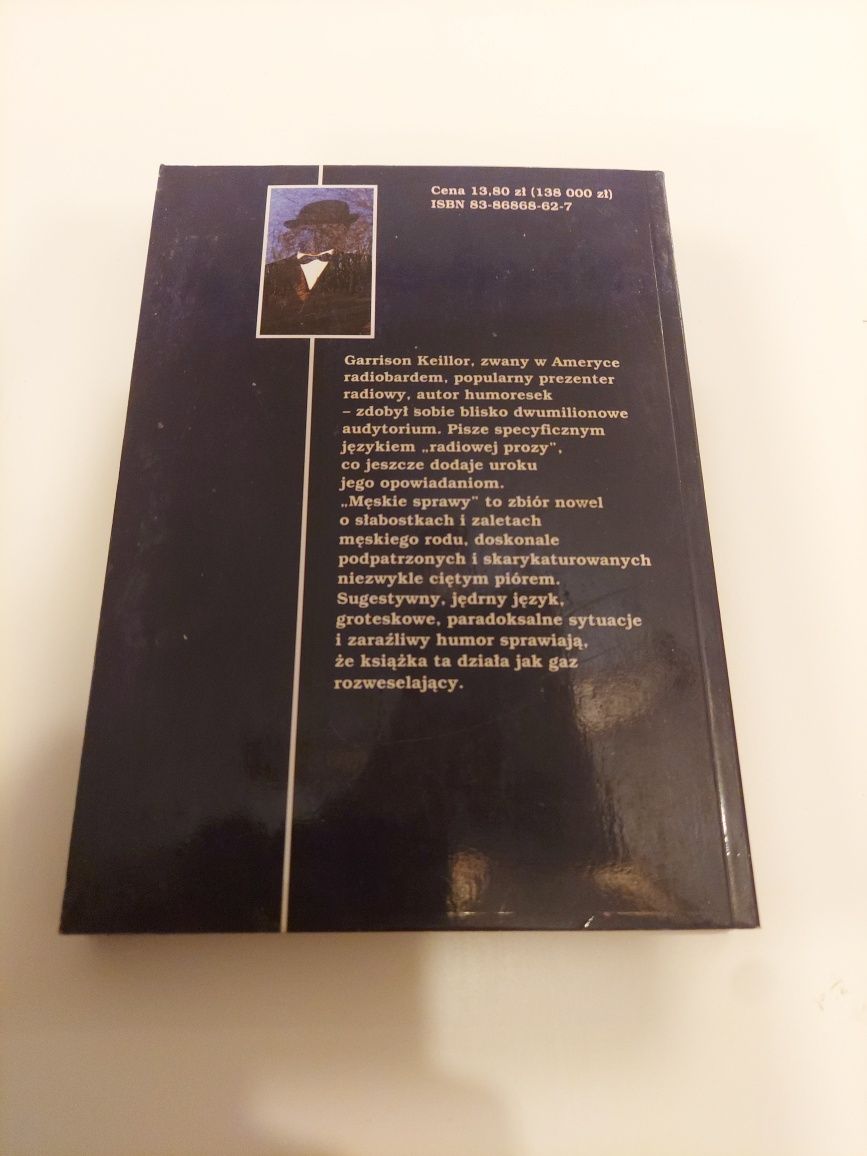 Cena 13,80 zł (138 000 zł)
ISBN 83-86868-62-7
Garrison Keillor, zwany w Ameryce
radiobardem, popularny prezenter
radiowy, autor humoresek
– zdobył sobie blisko dwumilionowe
audytorium. Pisze specyficznym
językiem „radiowej prozy”,
co jeszcze dodaje uroku
jego opowiadaniom.
„Męskie sprawy” to zbiór nowel
o słabostkach i zaletach
męskiego rodu, doskonale
podpatrzonych i skarykaturowanych
niezwykle ciętym piórem.
Sugestywny, jędrny język,
groteskowe, paradoksalne sytuacje
i zaraźliwy humor sprawiają,
że książka ta działa jak gaz
rozweselający.